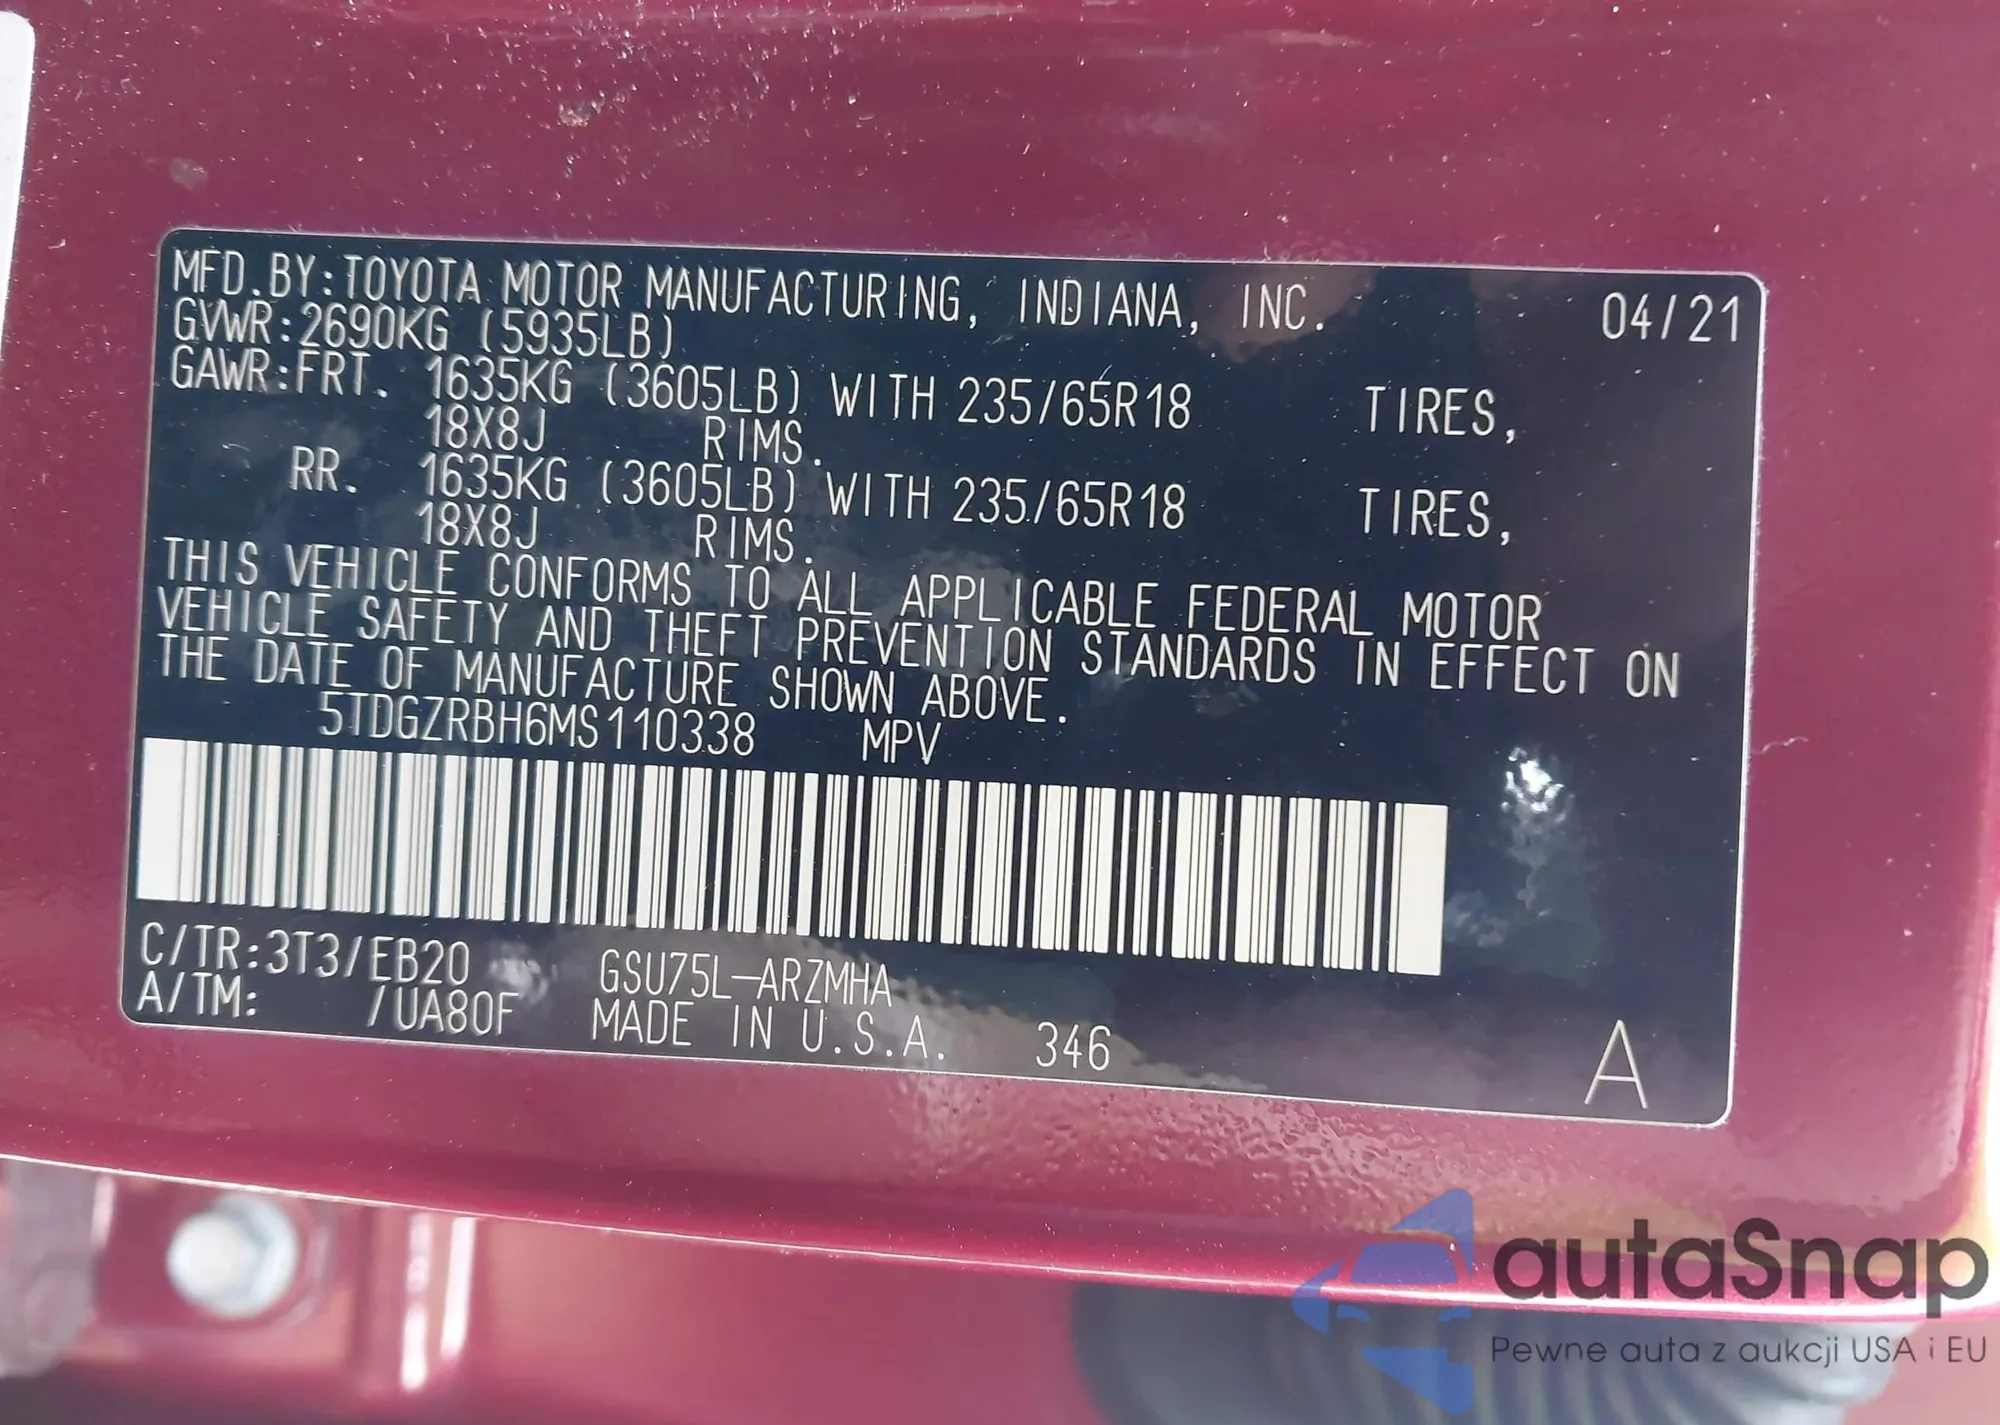 MFD.BY:TOYOTA MOTOR MANUFACTURING, INDIANA, INC. 04/21
GVWR:2690KG (5935LB)
GAWR:FRT. 1635KG (3605LB) WITH 235/65R18 TIRES,
18X8J RIMS.
RR. 1635KG (3605LB) WITH 235/65R18 TIRES,
18X8J RIMS.
THIS VEHICLE CONFORMS TO ALL APPLICABLE FEDERAL MOTOR
VEHICLE SAFETY AND THEFT PREVENTION STANDARDS IN EFFECT ON
THE DATE OF MANUFACTURE SHOWN ABOVE.
5TDGZRBH6MS110338 MPV
C/TR:3T3/EB20 GSU75L-ARZMHA
A/TM: /UA80F MADE IN U.S.A. 346 A
autaSnap
Pewne auta z aukcji USA i EU